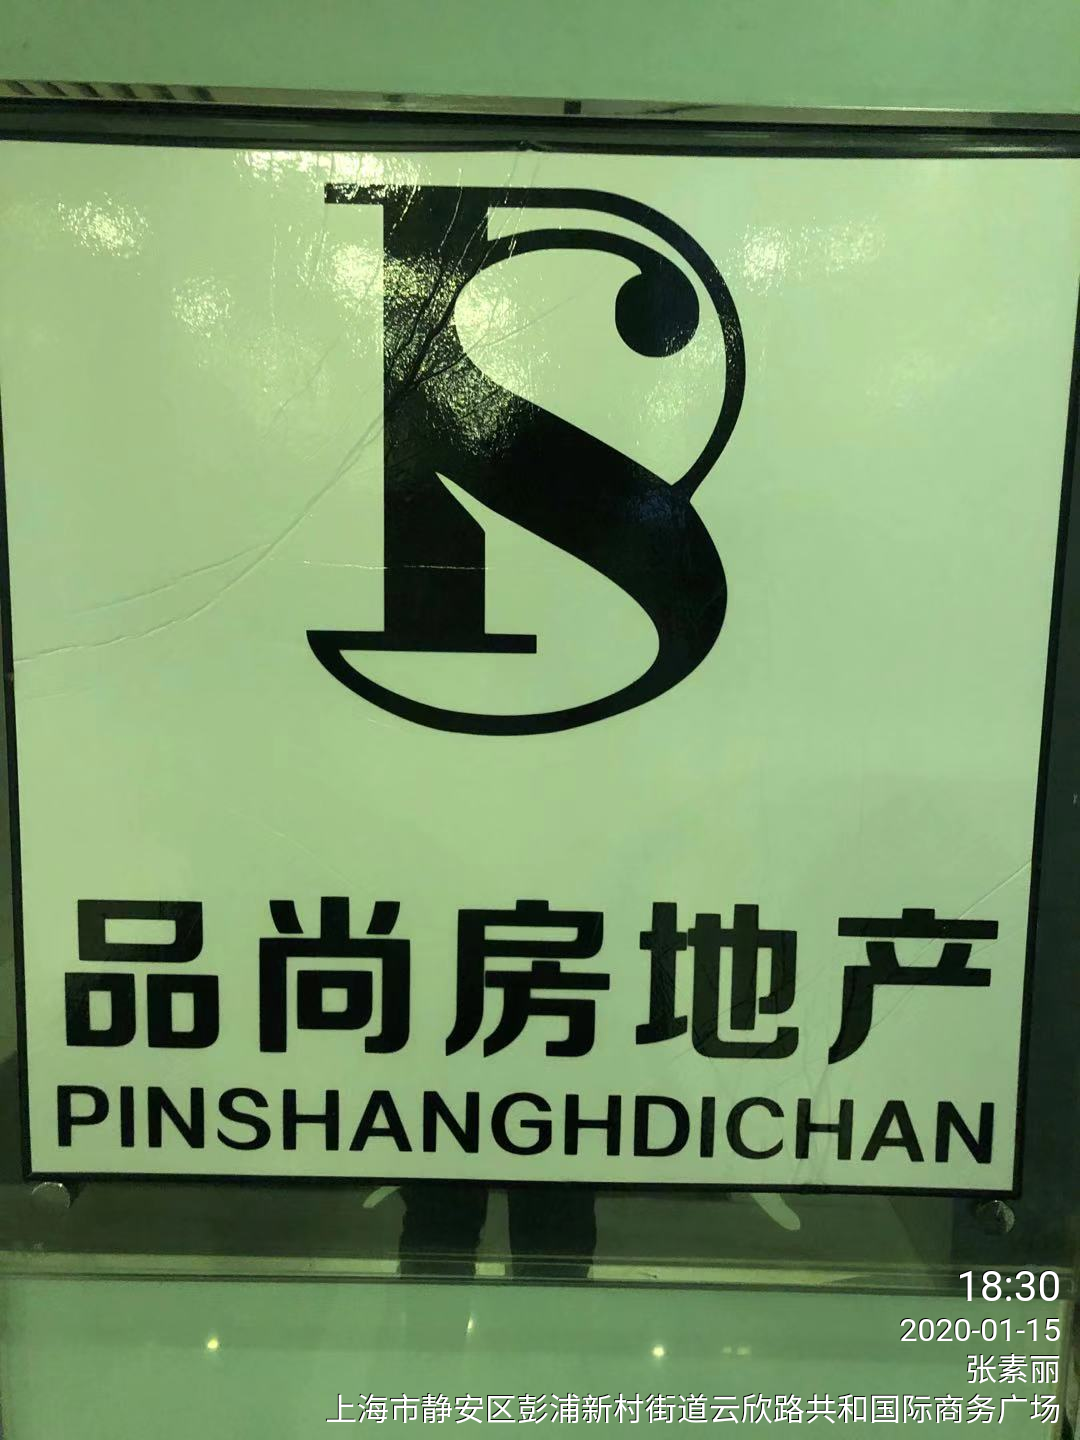 PS
品尚房地产
PINSHANGHDICHAN
18:30
2020-01-15
张素丽
上海市静安区彭浦新村街道云欣路共和国际商务广场